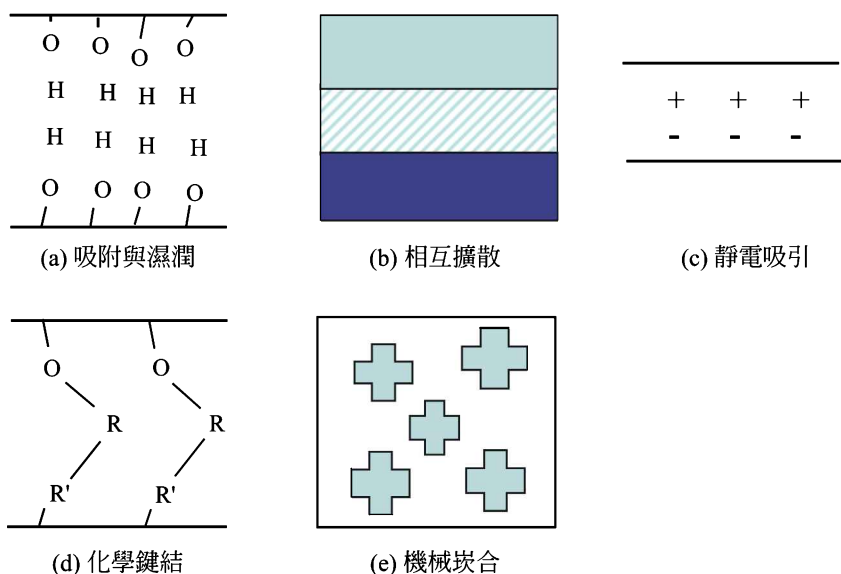 O O O O
H H H H
H H H H
O O O O
(a) 吸附與濕潤
(b) 相互擴散
+ + +
- - -
(c) 靜電吸引
O O
R R
R' R'
(d) 化學鍵結
(e) 機械崁合